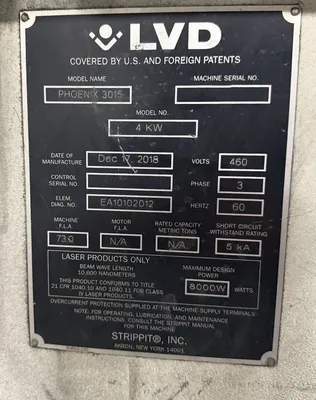 LVD
COVERED BY U.S. AND FOREIGN PATENTS
MODEL NAME
MACHINE SERIAL NO.
PHOENIX 3015
MODEL NO.
4 KW
DATE OF MANUFACTURE
Dec 17, 2018
VOLTS
460
CONTROL SERIAL NO.
PHASE
3
ELEM. DIAG. NO.
EA10102012
HERTZ
60
MACHINE F.L.A.
MOTOR F.L.A.
RATED CAPACITY METRIC TONS
SHORT CIRCUIT WITHSTAND RATING
73.0
N/A
N/A
5 kA
LASER PRODUCTS ONLY
BEAM WAVE LENGTH
10,600 NANOMETERS
MAXIMUM DESIGN POWER
THIS PRODUCT CONFORMS TO TITLE
21 CFR 1040.10 AND 1040.11 FOR CLASS
IV LASER PRODUCTS.
WATTS
OVERCURRENT PROTECTION SUPPLIED AT THE MACHINE SUPPLY TERMINALS
NOTE: FOR OPERATING, LUBRICATION, AND MAINTENANCE
INSTRUCTIONS, CONSULT THE STRIPPIT MANUAL
FOR THIS MACHINE
STRIPPIT®, INC.
AKRON, NEW YORK 14001